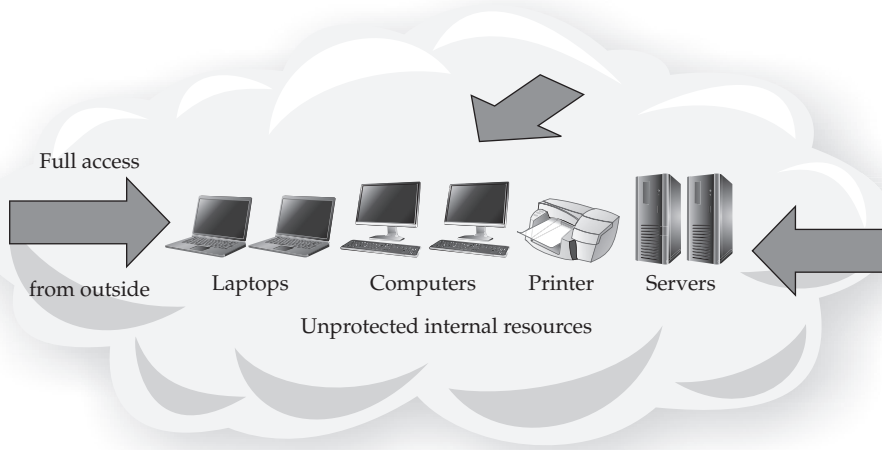 Full access
from outside
Laptops
Computers
Printer
Servers
Unprotected internal resources